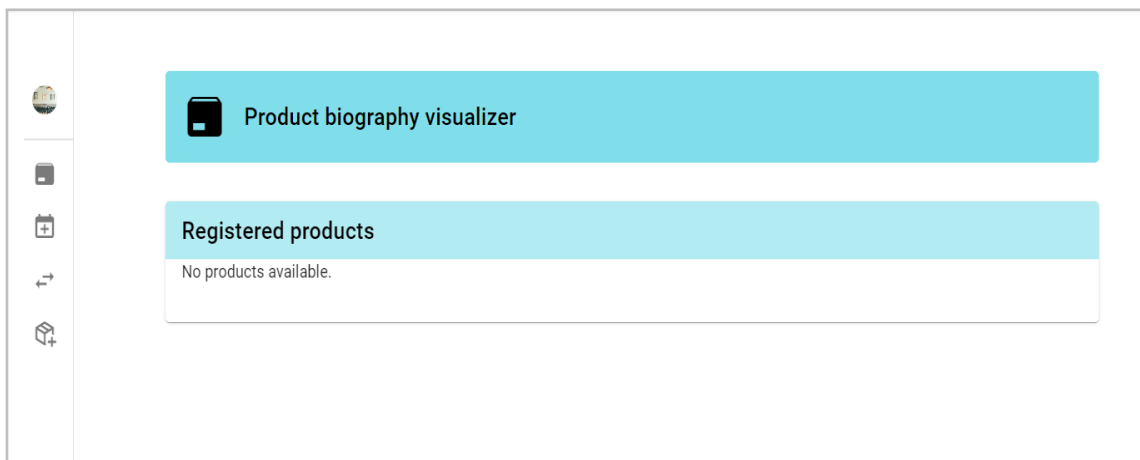 Product biography visualizer
Registered products
No products available.